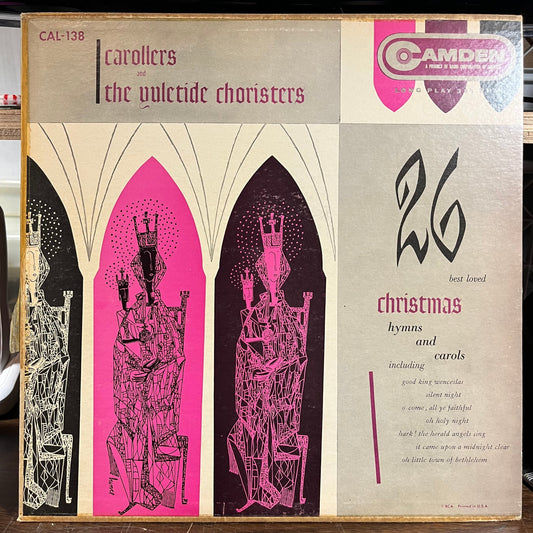 CAL-138
carollers
and
the yuletide choristers
CAMDEN
A PRODUCT OF RADIO CORPORATION OF AMERICA
LONG PLAY
26
best loved
christmas
hymns
and
carols
including
good king wenceslas
silent night
o come, all ye faithful
oh holy night
hark! the herald angels sing
it came upon a midnight clear
oh little town of bethlehem
Printed in U.S.A.